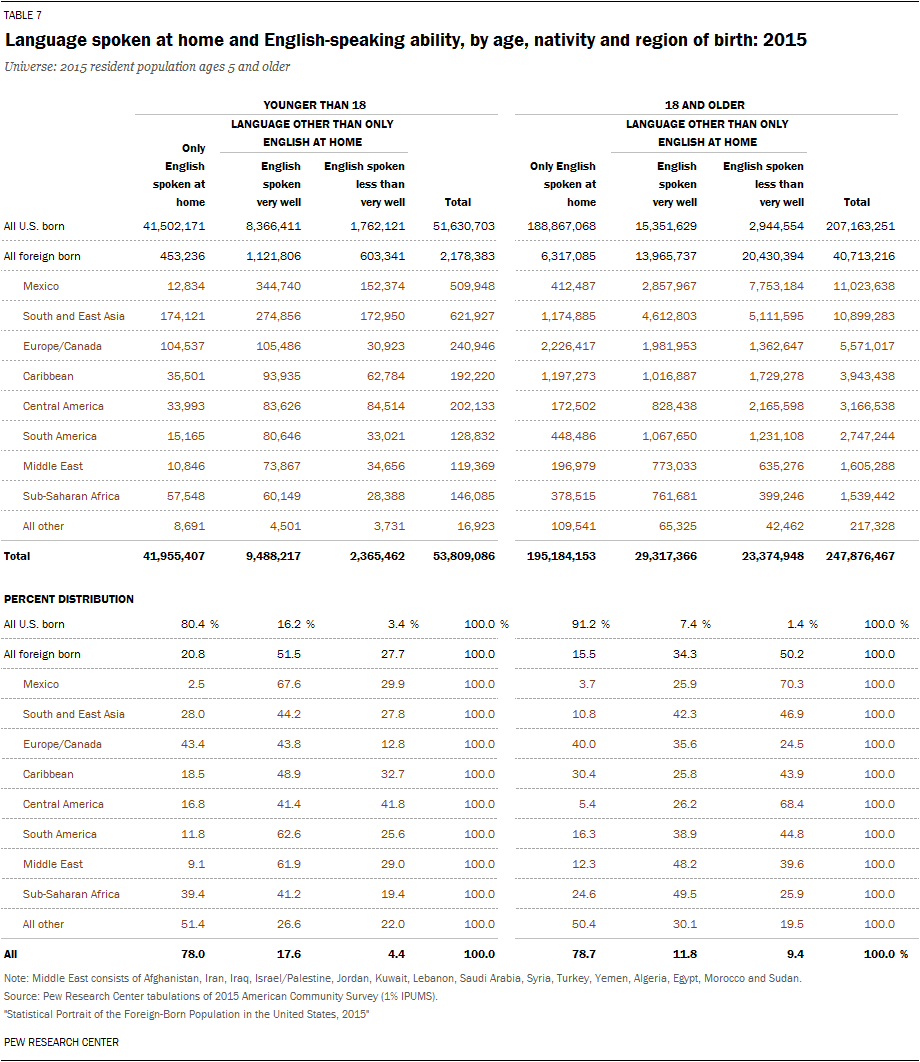 TABLE 7
Language spoken at home and English-speaking ability, by age, nativity and region of birth: 2015
Universe: 2015 resident population ages 5 and older
YOUNGER THAN 18 18 AND OLDER
LANGUAGE OTHER THAN ONLY LANGUAGE OTHER THAN ONLY
ENGLISH AT HOME ENGLISH AT HOME
Only
English English English spoken Only English English English spoken
spoken at spoken less than spoken at spoken less than
home very well very well Total home very well very well Total
All U.S. born 41,502,171 8,366,411 1,762,121 51,630,703 188,867,068 15,351,629 2,944,554 207,163,251
All foreign born 453,236 1,121,806 603,341 2,178,383 6,317,085 13,965,737 20,430,394 40,713,216
Mexico 12,834 344,740 152,374 509,948 412,487 2,857,967 7,753,184 11,023,638
South and East Asia 174,121 274,856 172,950 621,927 1,174,885 4,612,803 5,111,595 10,899,283
Europe/Canada 104,537 105,486 30,923 240,946 2,226,417 1,981,953 1,362,647 5,571,017
Caribbean 35,501 93,935 62,784 192,220 1,197,273 1,016,887 1,729,278 3,943,438
Central America 33,993 83,626 84,514 202,133 172,502 828,438 2,165,598 3,166,538
South America 15,165 80,646 33,021 128,832 448,486 1,067,650 1,231,108 2,747,244
Middle East 10,846 73,867 34,656 119,369 196,979 773,033 635,276 1,605,288
Sub-Saharan Africa 57,548 60,149 28,388 146,085 378,515 761,681 399,246 1,539,442
All other 8,691 4,501 3,731 16,923 109,541 65,325 42,462 217,328
Total 41,955,407 9,488,217 2,365,462 53,809,086 195,184,153 29,317,366 23,374,948 247,876,467
PERCENT DISTRIBUTION
All U.S. born 80.4 % 16.2 % 3.4 % 100.0 % 91.2 % 7.4 % 1.4 % 100.0 %
All foreign born 20.8 51.5 27.7 100.0 15.5 34.3 50.2 100.0
Mexico 2.5 67.6 29.9 100.0 3.7 25.9 70.3 100.0
South and East Asia 28.0 44.2 27.8 100.0 10.8 42.3 46.9 100.0
Europe/Canada 43.4 43.8 12.8 100.0 40.0 35.6 24.5 100.0
Caribbean 18.5 48.9 32.7 100.0 30.4 25.8 43.9 100.0
Central America 16.8 41.4 41.8 100.0 5.4 26.2 68.4 100.0
South America 11.8 62.6 25.6 100.0 16.3 38.9 44.8 100.0
Middle East 9.1 61.9 29.0 100.0 12.3 48.2 39.6 100.0
Sub-Saharan Africa 39.4 41.2 19.4 100.0 24.6 49.5 25.9 100.0
All other 51.4 26.6 22.0 100.0 50.4 30.1 19.5 100.0
All 78.0 17.6 4.4 100.0 78.7 11.8 9.4 100.0 %
Note: Middle East consists of Afghanistan, Iran, Iraq, Israel/Palestine, Jordan, Kuwait, Lebanon, Saudi Arabia, Syria, Turkey, Yemen, Algeria, Egypt, Morocco and Sudan.
Source: Pew Research Center tabulations of 2015 American Community Survey (1% IPUMS).
"Statistical Portrait of the Foreign-Born Population in the United States, 2015"
PEW RESEARCH CENTER